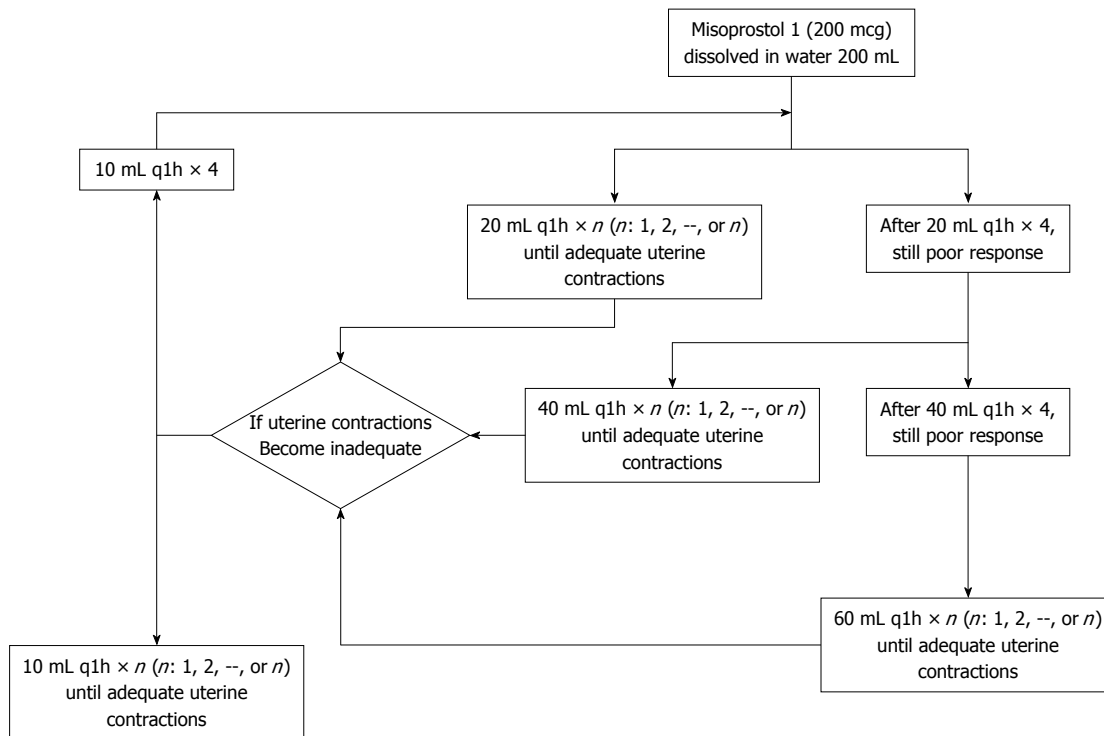 Misoprostol 1 (200 mcg)
dissolved in water 200 mL
10 mL q1h × 4
20 mL q1h × n (n: 1, 2, --, or n)
until adequate uterine
contractions
After 20 mL q1h × 4,
still poor response
If uterine contractions
Become inadequate
40 mL q1h × n (n: 1, 2, --, or n)
until adequate uterine
contractions
After 40 mL q1h × 4,
still poor response
60 mL q1h × n (n: 1, 2, --, or n)
until adequate uterine
contractions
10 mL q1h × n (n: 1, 2, --, or n)
until adequate uterine
contractions